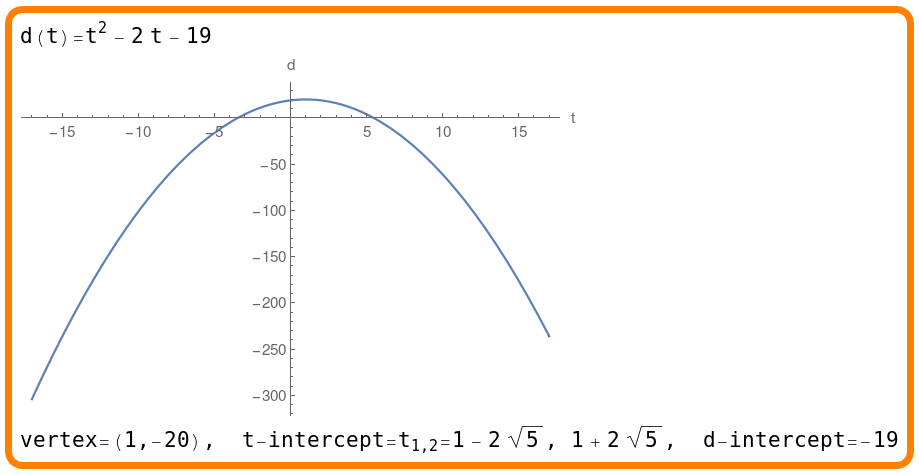 d(t)=t² − 2 t − 19
d
t
−15 −10 −5 5 10 15
−50
−100
−150
−200
−250
−300
vertex=(1,−20), t−intercept=t₁,₂=1 − 2 √5, 1 + 2 √5, d−intercept=−19